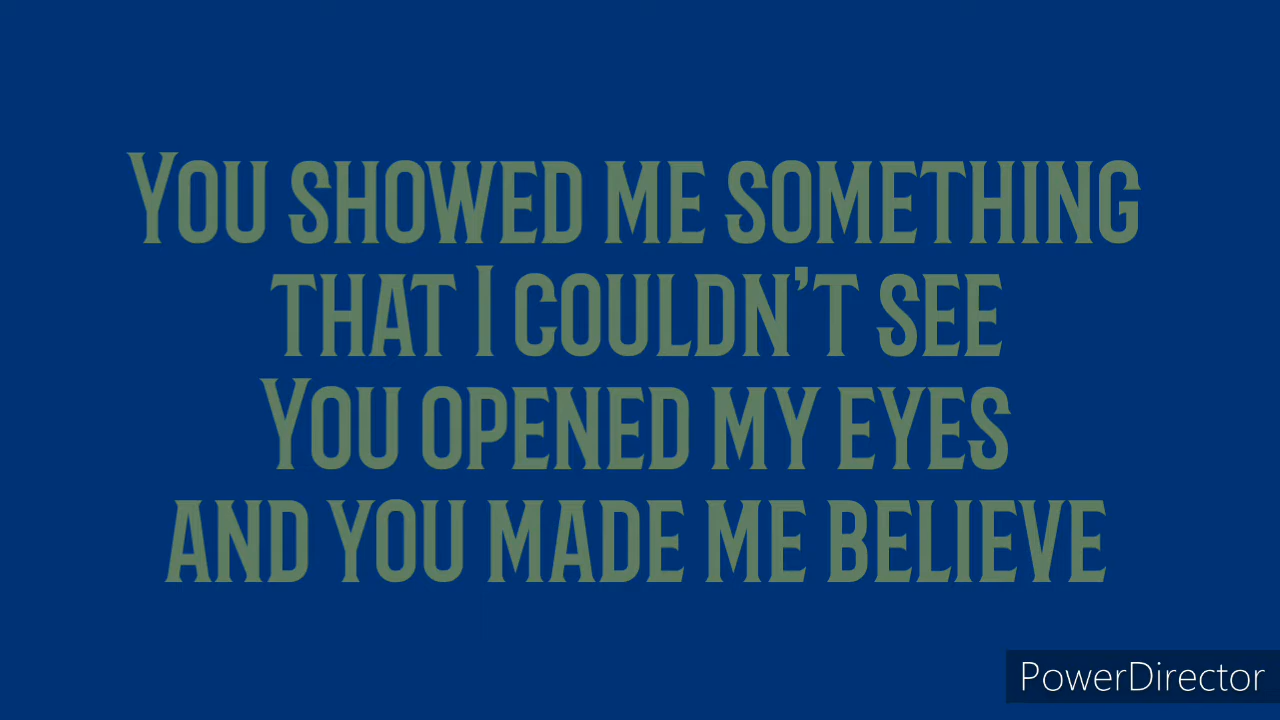 You showed me something
that I couldn’t see
You opened my eyes
and you made me believe
PowerDirector